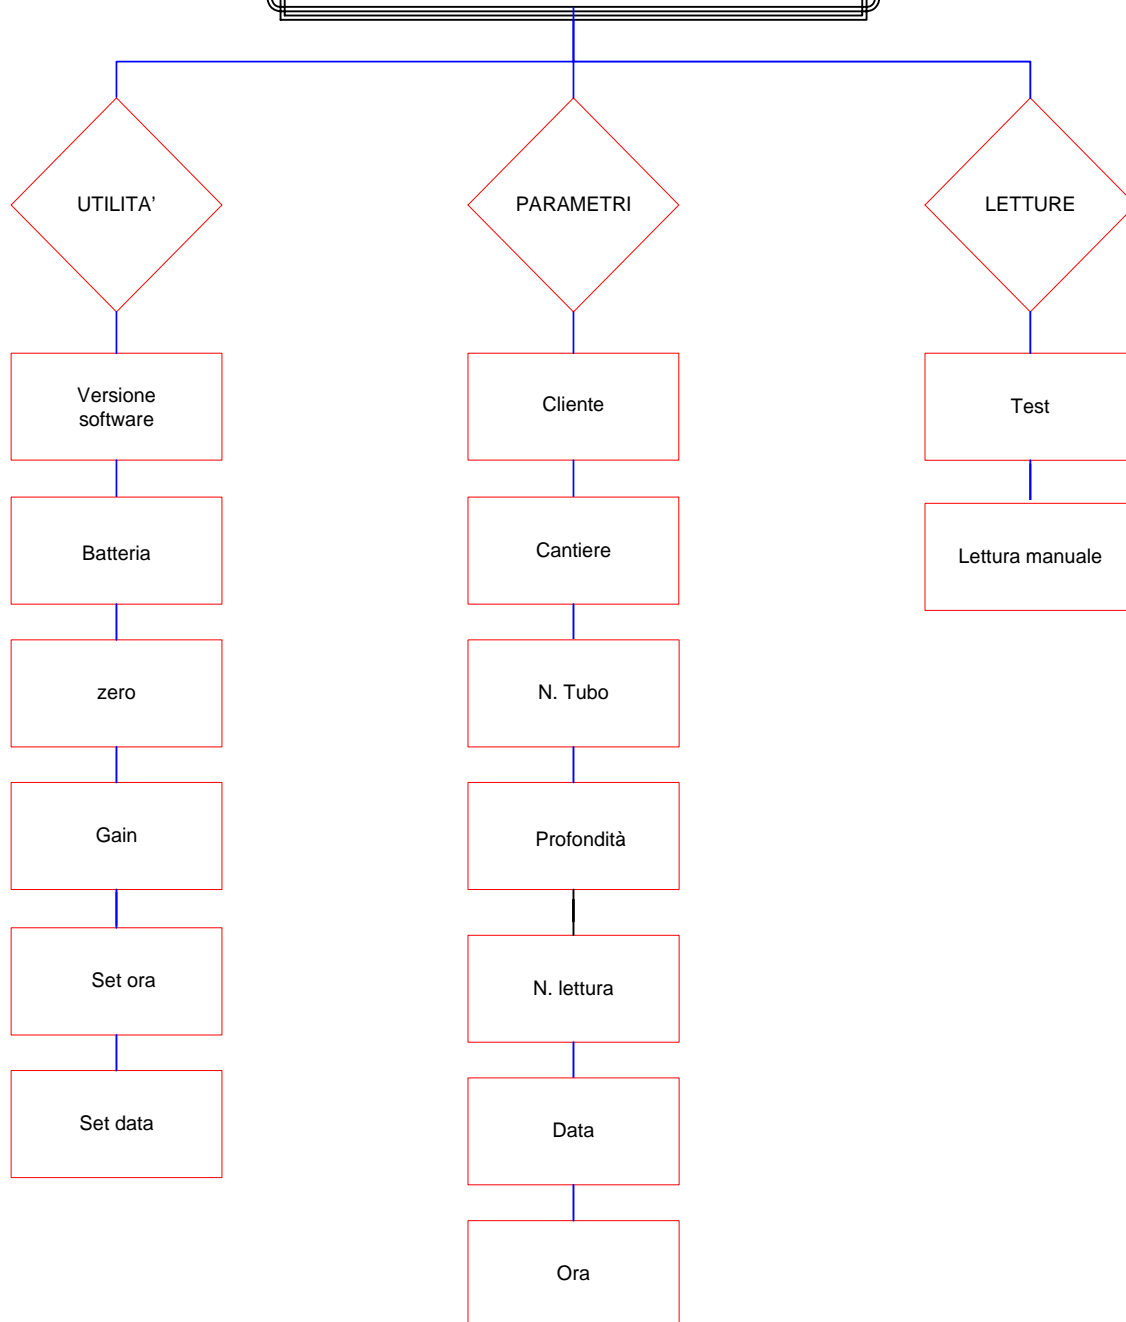 UTILITA’
PARAMETRI
LETTURE
Versione
software
Cliente
Test
Batteria
Cantiere
Lettura manuale
zero
N. Tubo
Gain
Profondità
Set ora
N. lettura
Set data
Data
Ora